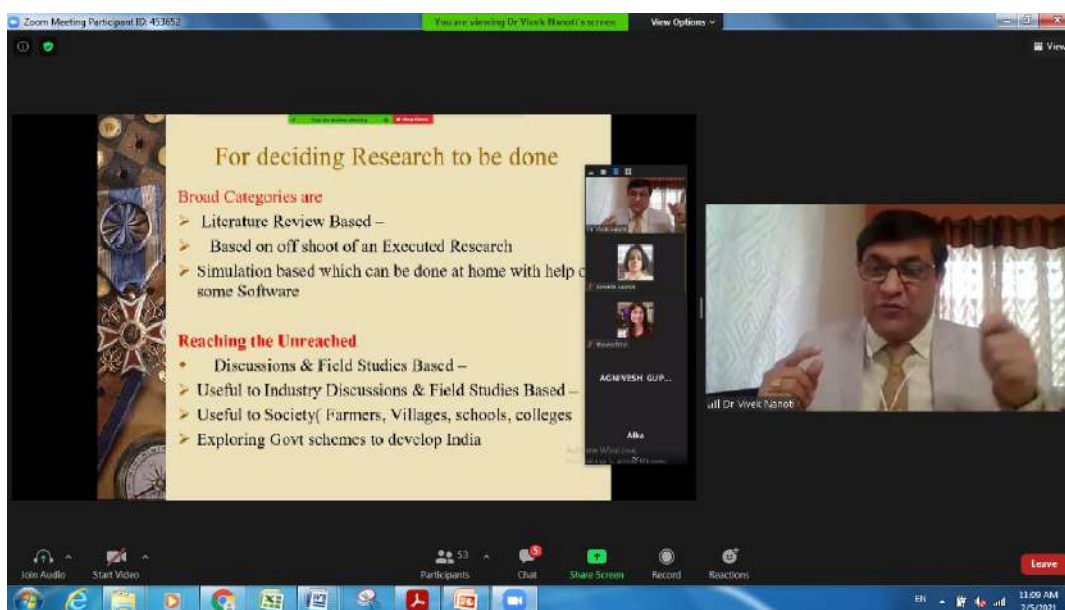 Zoom Meeting Participant ID: 453652
You are viewing Dr Vivek Nanoti's screen
View Options
View
For deciding Research to be done
Broad Categories are
Literature Review Based –
Based on off shoot of an Executed Research
Simulation based which can be done at home with help o
some Software
Reaching the Unreached
Discussions & Field Studies Based –
Useful to Industry Discussions & Field Studies Based –
Useful to Society( Farmers, Villages, schools, colleges
Exploring Govt schemes to develop India
AGNIVESH GUP...
Alka
Dr Vivek Nanoti
Join Audio
Start Video
53
Participants
5
Chat
Share Screen
Record
Reactions
Leave
EN
11:09 AM
2/5/2021